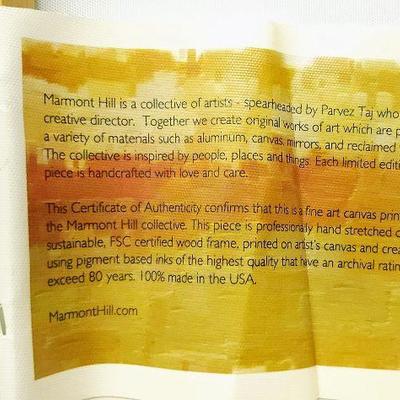 Marmont Hill is a collective of artists - spearheaded by Parvez Taj who
creative director. Together we create original works of art which are p
a variety of materials such as aluminum, canvas, mirrors, and reclaimed
The collective is inspired by people, places and things. Each limited editi
piece is handcrafted with love and care.
This Certificate of Authenticity confirms that this is a fine art canvas prin
the Marmont Hill collective. This piece is professionally hand stretched o
sustainable, FSC certified wood frame, printed on artist's canvas and crea
using pigment based inks of the highest quality that have an archival ratin
exceed 80 years. 100% made in the USA.
MarmontHill.com